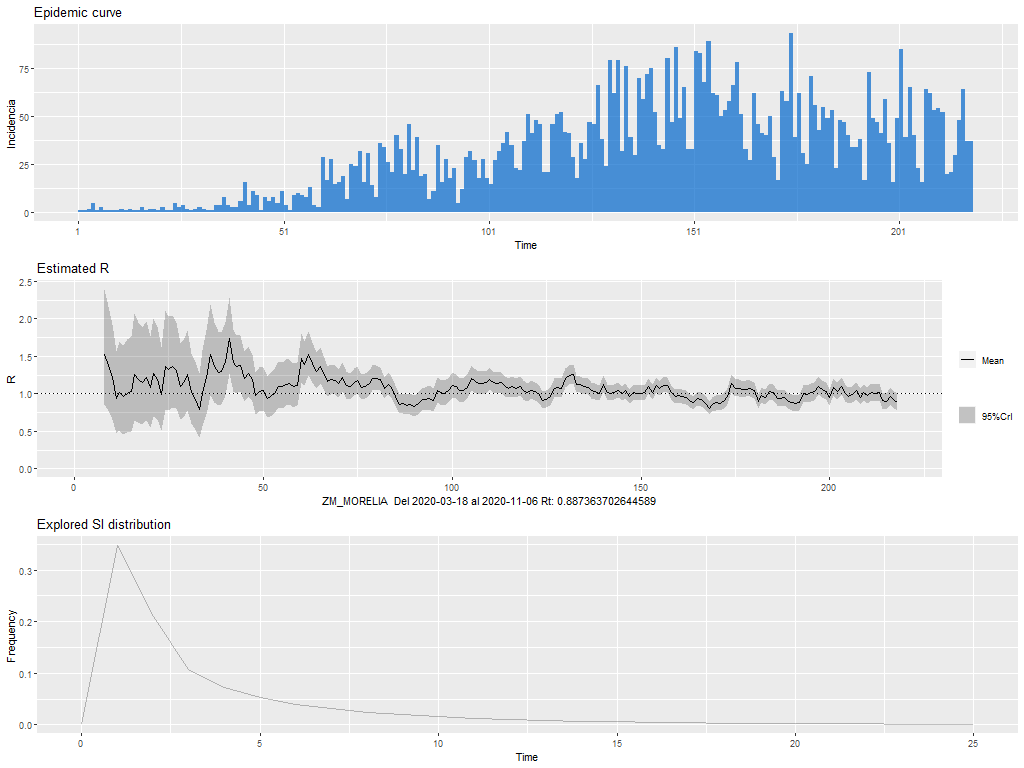 Epidemic curve
75
50
25
0
Incidencia
1
51
101
151
201
Time
Estimated R
2.5
2.0
1.5
1.0
0.5
0.0
R
0
50
100
150
200
ZM_MORELIA Del 2020-03-18 al 2020-11-06 Rt: 0.887363702644589
Mean
95%CrI
Explored SI distribution
0.3
0.2
0.1
0.0
Frequency
0
5
10
15
20
25
Time